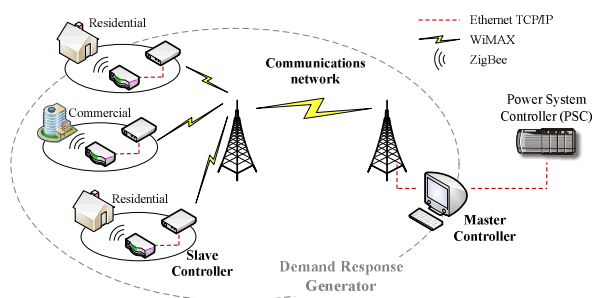 Residential
Ethernet TCP/IP
WiMAX
ZigBee
Communications
network
Commercial
Power System
Controller (PSC)
Residential
Slave
Controller
Master
Controller
Demand Response
Generator